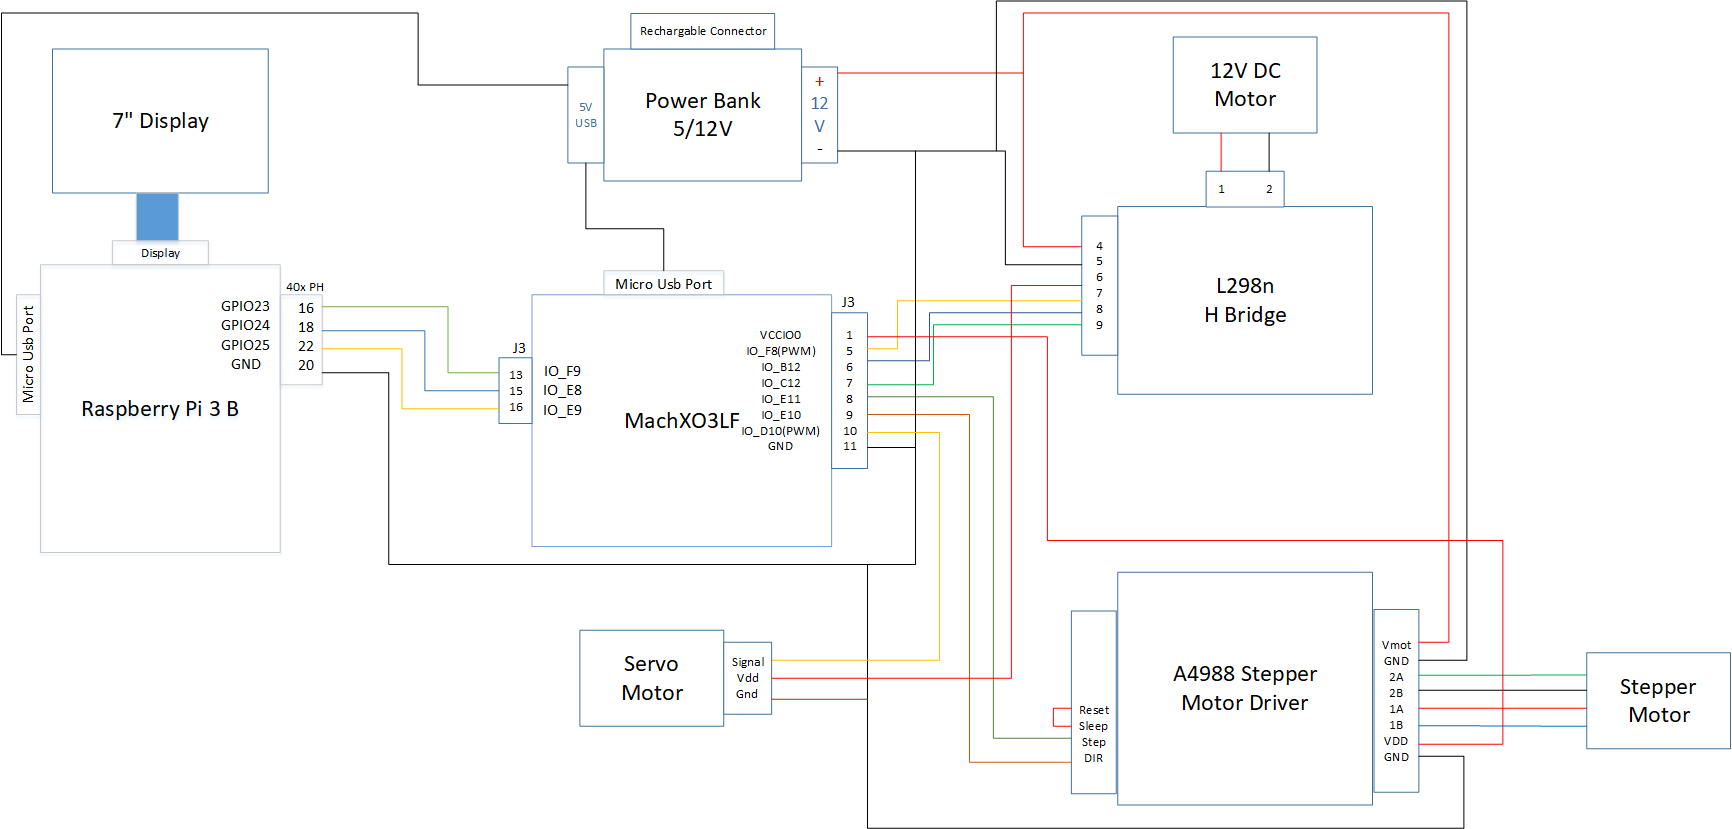 Rechargable Connector
7" Display
5V
USB
Power Bank
5/12V
+
12
V
-
12V DC
Motor
1 2
Display
Micro Usb Port
40x PH
GPIO23 16
GPIO24 18
GPIO25 22
GND 20
Raspberry Pi 3 B
Micro Usb Port
J3
13 IO_F9
15 IO_E8
16 IO_E9
MachXO3LF
J3
VCCIO0 1
IO_F8(PWM) 5
IO_B12 6
IO_C12 7
IO_E11 8
IO_E10 9
IO_D10(PWM) 10
GND 11
4
5
6
7
8
9
L298n
H Bridge
Servo
Motor
Signal
Vdd
Gnd
Reset
Sleep
Step
DIR
A4988 Stepper
Motor Driver
Vmot
GND
2A
2B
1A
1B
VDD
GND
Stepper
Motor